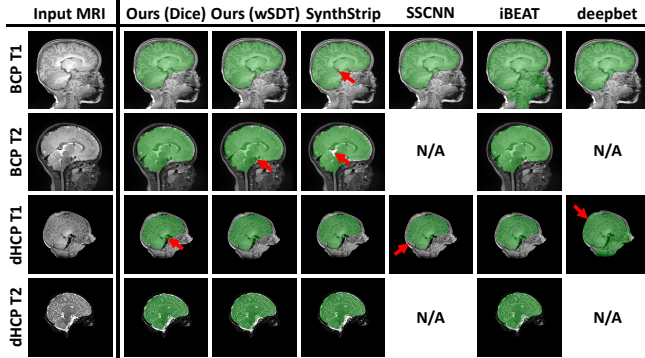 Input MRI Ours (Dice) Ours (wSDT) SynthStrip SSCNN iBEAT deepbet
BCP T1
BCP T2 N/A N/A
dHCP T1
dHCP T2 N/A N/A